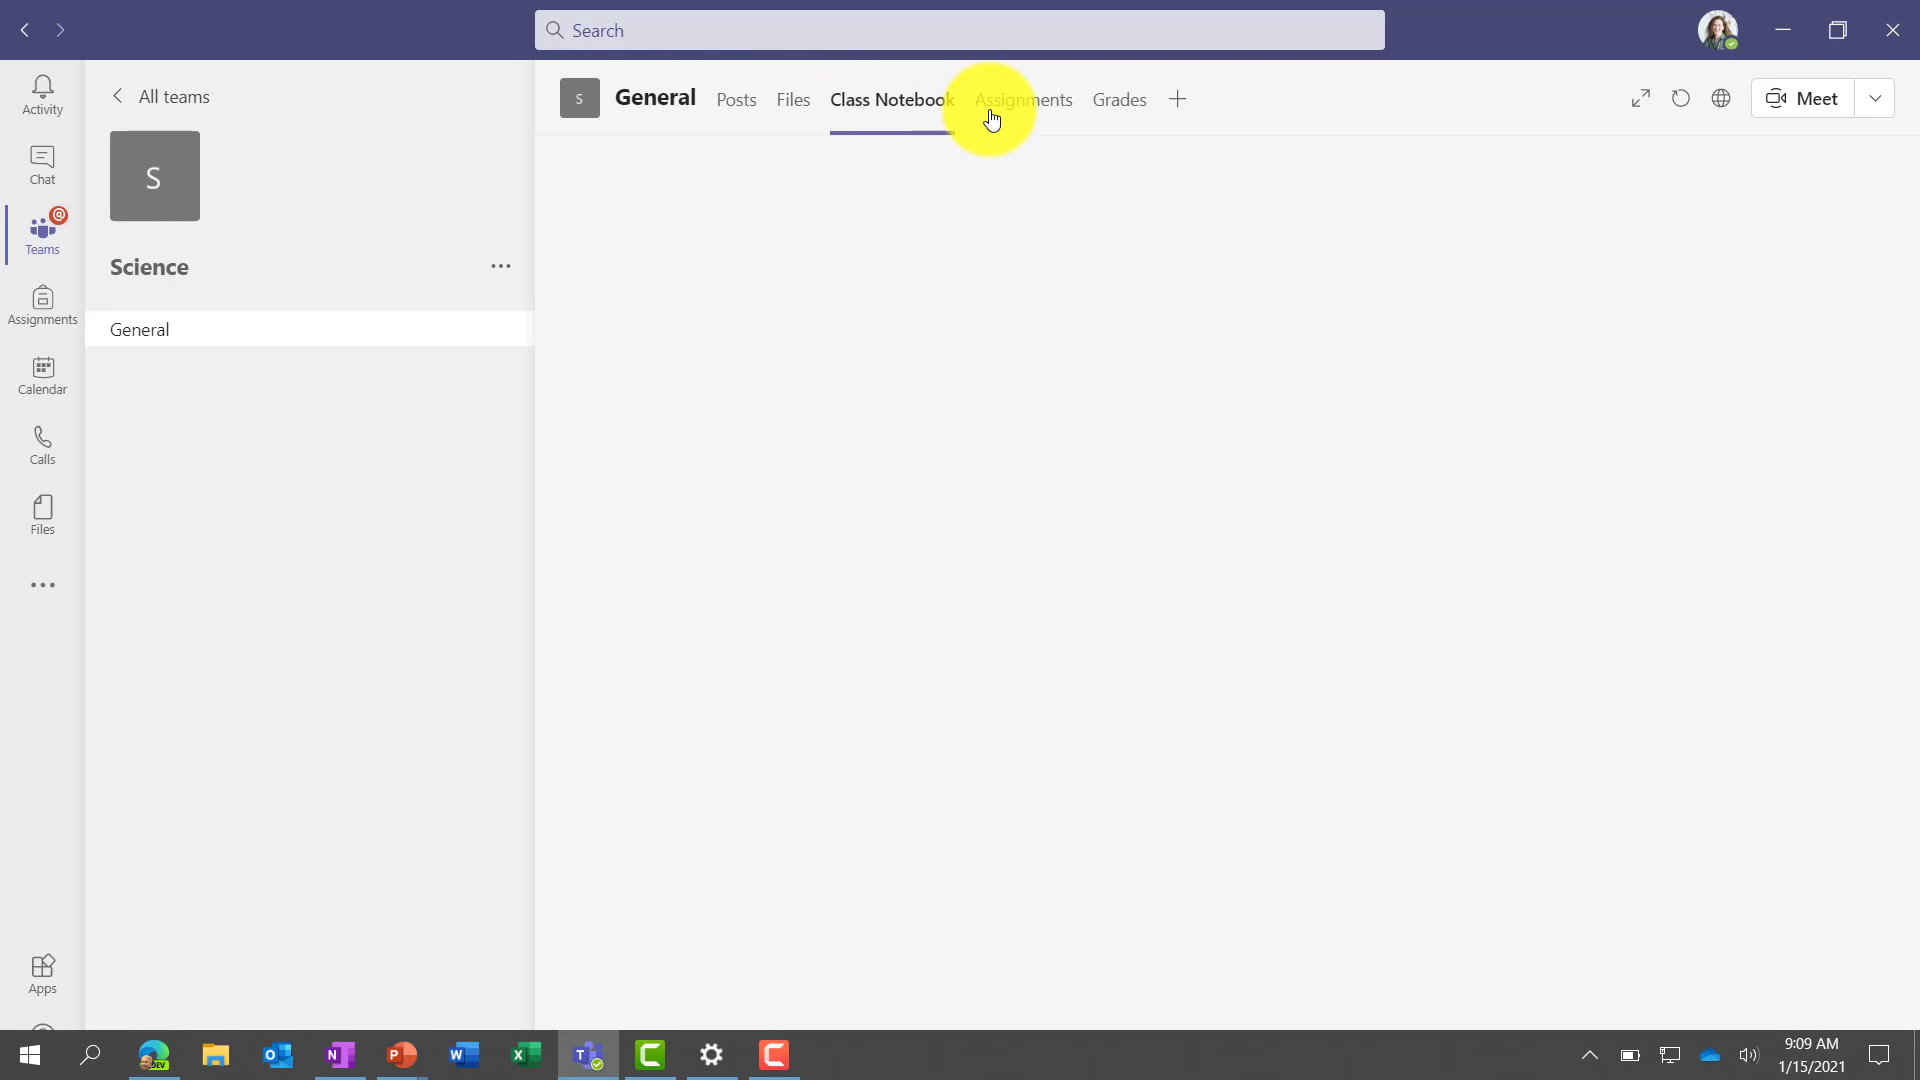 Search
Activity
Chat
@
Teams
Assignments
Calendar
Calls
Files
Apps
All teams
S
Science
General
S
General
Posts
Files
Class Notebook
Assignments
Grades
Meet
DEV
O
N
P
W
X
T
9:09 AM
1/15/2021